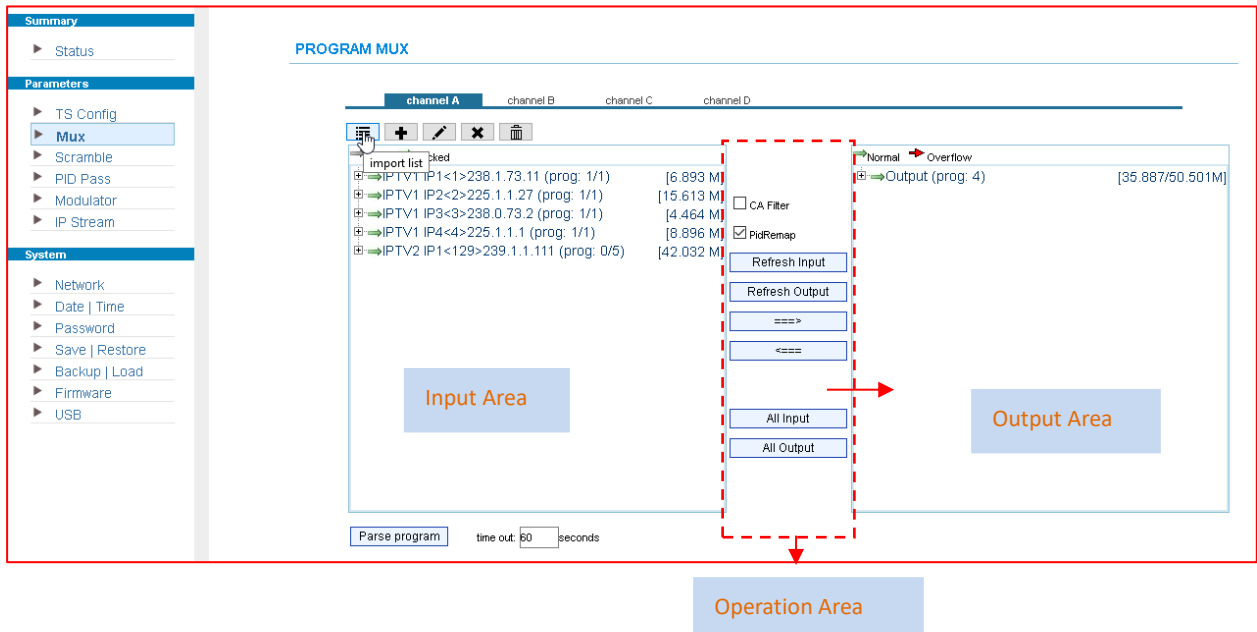 Summary
Status
Parameters
TS Config
Mux
Scramble
PID Pass
Modulator
IP Stream
System
Network
Date | Time
Password
Save | Restore
Backup | Load
Firmware
USB
PROGRAM MUX
channel A channel B channel C channel D
import list
Normal Overflow
IPTV1 IP1<1>238.1.73.11 (prog: 1/1) [6.893 M]
IPTV1 IP2<2>225.1.1.27 (prog: 1/1) [15.613 M]
IPTV1 IP3<3>238.0.73.2 (prog: 1/1) [4.464 M]
IPTV1 IP4<4>225.1.1.1 (prog: 1/1) [8.896 M]
IPTV2 IP1<129>239.1.1.111 (prog: 0/5) [42.032 M]
CA Filter
PidRemap
Refresh Input
Refresh Output
===>
<===
All Input
All Output
Output (prog: 4) [35.887/50.501M]
Input Area
Output Area
Parse program time out: 60 seconds
Operation Area